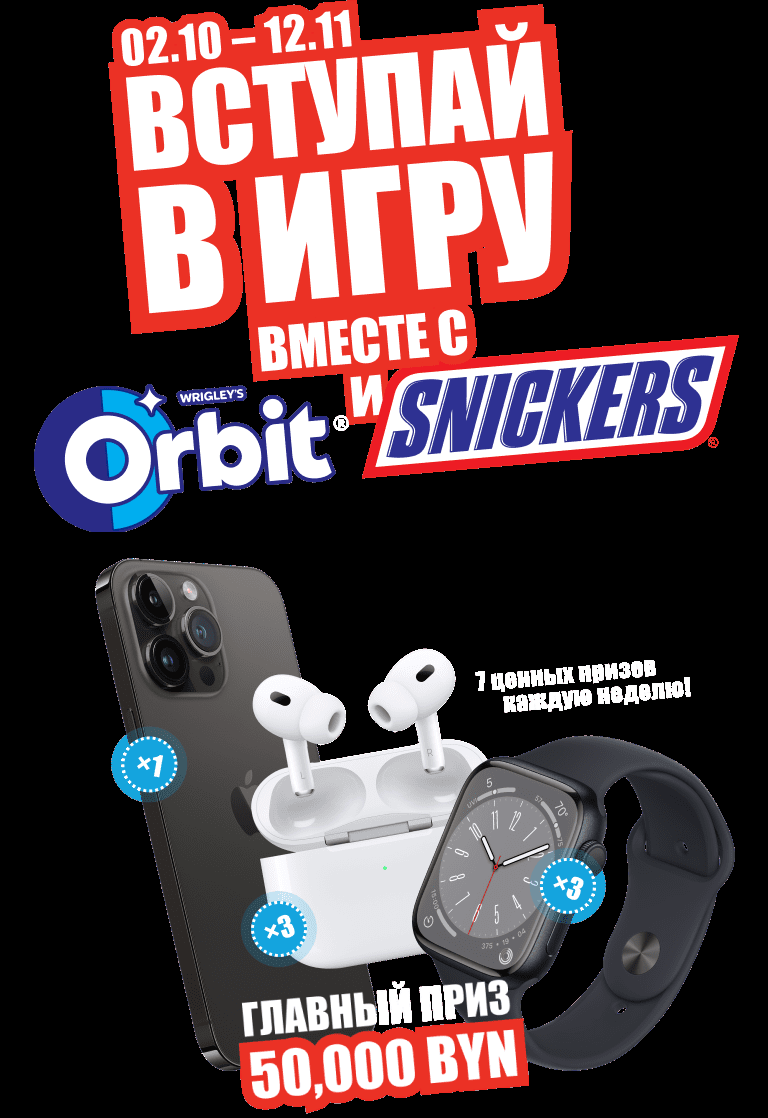 02.10 – 12.11
ВСТУПАЙ
В ИГРУ
ВМЕСТЕ С
WRIGLEY'S
Orbit®
И
SNICKERS®
7 ценных призов
каждую неделю!
×1
×3
×3
ГЛАВНЫЙ ПРИЗ
50,000 BYN